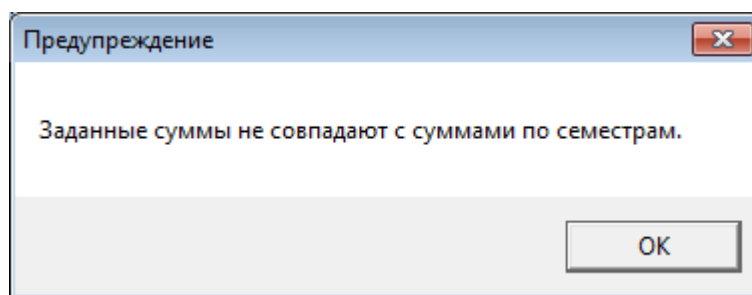 Предупреждение
Заданные суммы не совпадают с суммами по семестрам.
OK